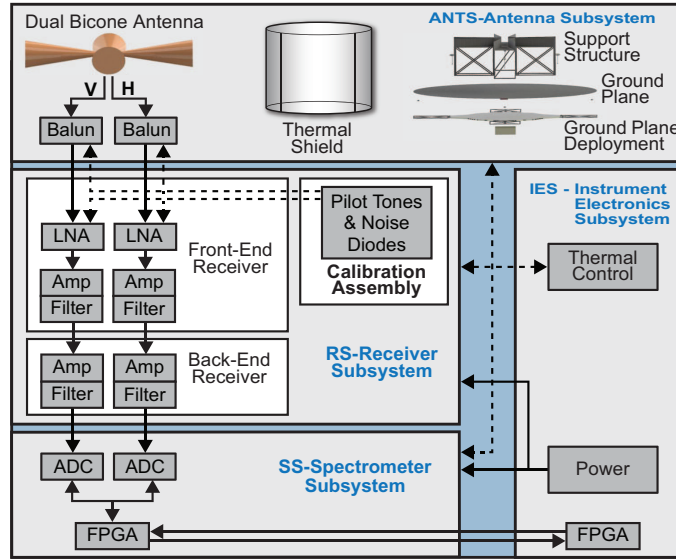 Dual Bicone Antenna
V
H
Balun
Balun
Thermal
Shield
ANTS-Antenna Subsystem
Support
Structure
Ground
Plane
Ground Plane
Deployment
LNA
LNA
Front-End
Receiver
Amp
Filter
Amp
Filter
Pilot Tones
& Noise
Diodes
Calibration
Assembly
Back-End
Receiver
Amp
Filter
Amp
Filter
RS-Receiver
Subsystem
IES - Instrument
Electronics
Subsystem
Thermal
Control
ADC
ADC
SS-Spectrometer
Subsystem
Power
FPGA
FPGA